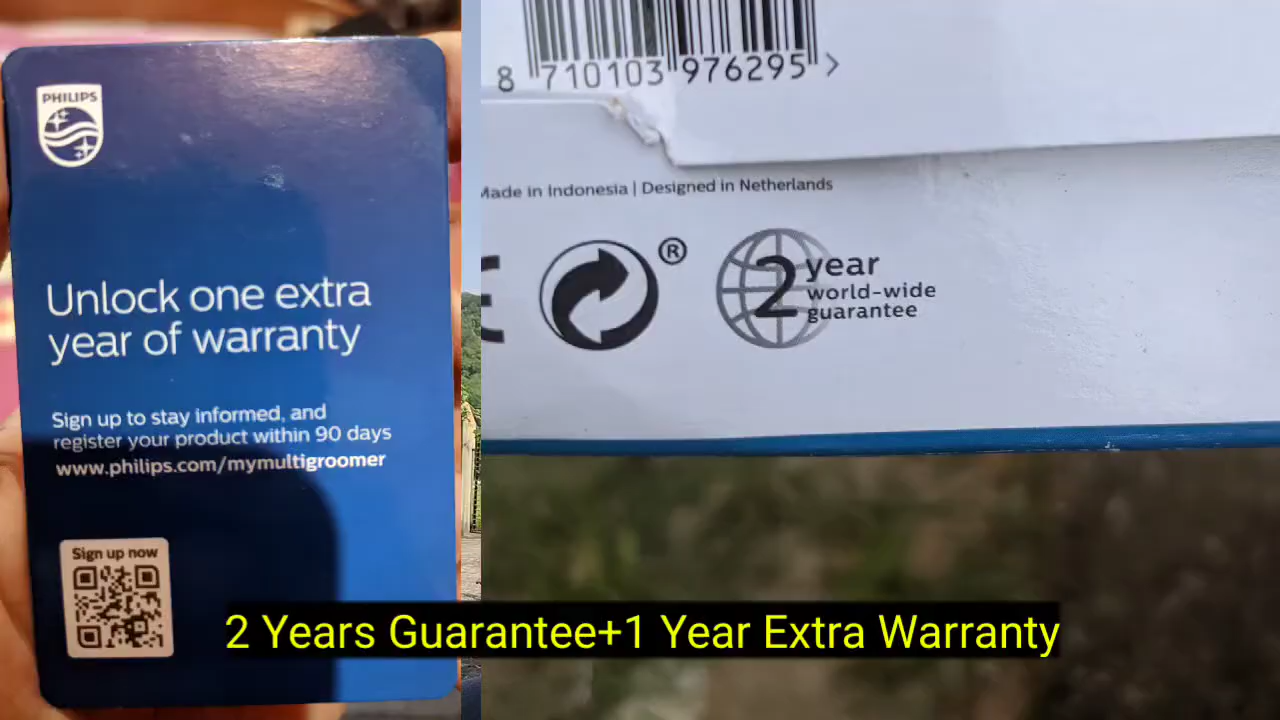 PHILIPS
Unlock one extra
year of warranty
Sign up to stay informed, and
register your product within 90 days
www.philips.com/mymultigroomer
Sign up now
8 710103 976295 >
Made in Indonesia | Designed in Netherlands
CE
®
2 year
world-wide
guarantee
2 Years Guarantee+1 Year Extra Warranty